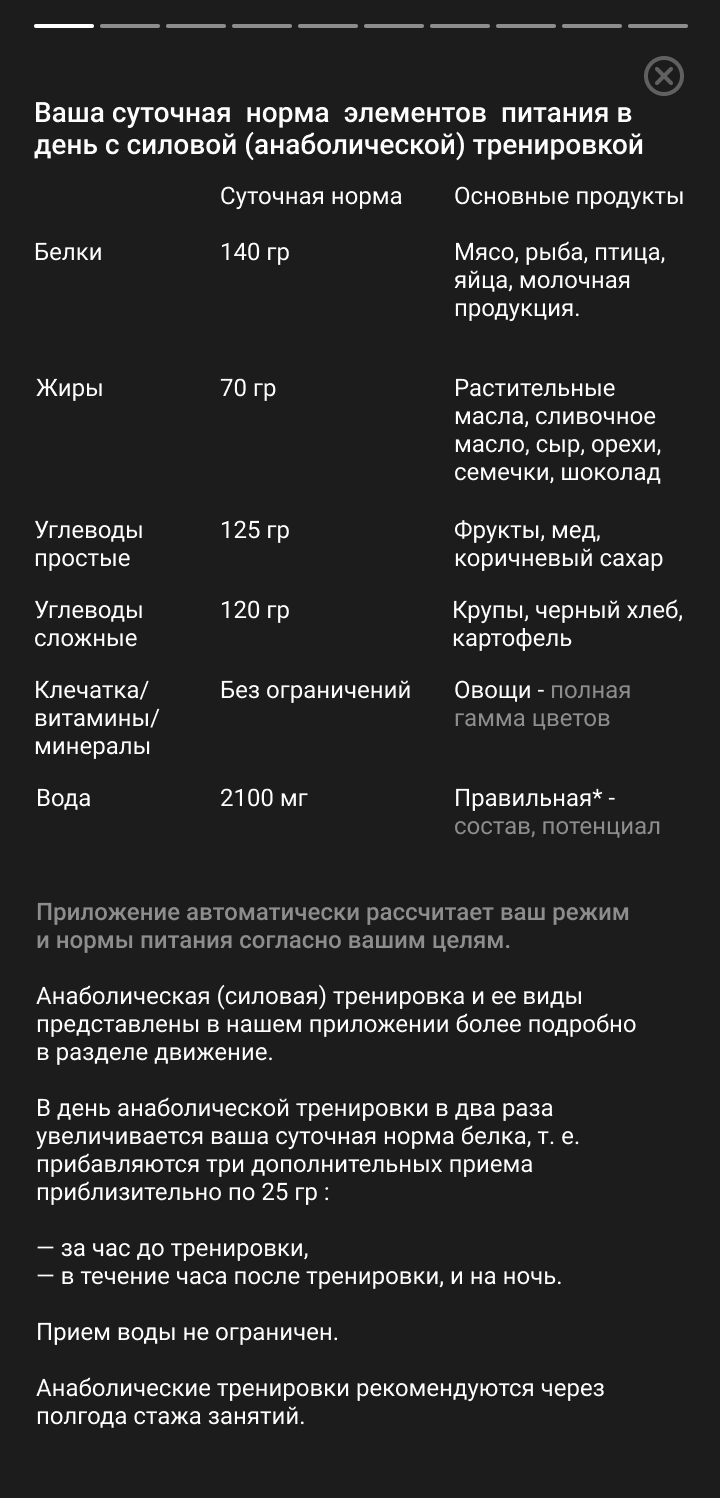 Ваша суточная норма элементов питания в
день с силовой (анаболической) тренировкой
Суточная норма Основные продукты
Белки 140 гр Мясо, рыба, птица,
яйца, молочная
продукция.
Жиры 70 гр Растительные
масла, сливочное
масло, сыр, орехи,
семечки, шоколад
Углеводы 125 гр Фрукты, мед,
простые коричневый сахар
Углеводы 120 гр Крупы, черный хлеб,
сложные картофель
Клечатка/ Без ограничений Овощи - полная
витамины/ гамма цветов
минералы
Вода 2100 мг Правильная* -
состав, потенциал
Приложение автоматически рассчитает ваш режим
и нормы питания согласно вашим целям.
Анаболическая (силовая) тренировка и ее виды
представлены в нашем приложении более подробно
в разделе движение.
В день анаболической тренировки в два раза
увеличивается ваша суточная норма белка, т. е.
прибавляются три дополнительных приема
приблизительно по 25 гр :
— за час до тренировки,
— в течение часа после тренировки, и на ночь.
Прием воды не ограничен.
Анаболические тренировки рекомендуются через
полгода стажа занятий.